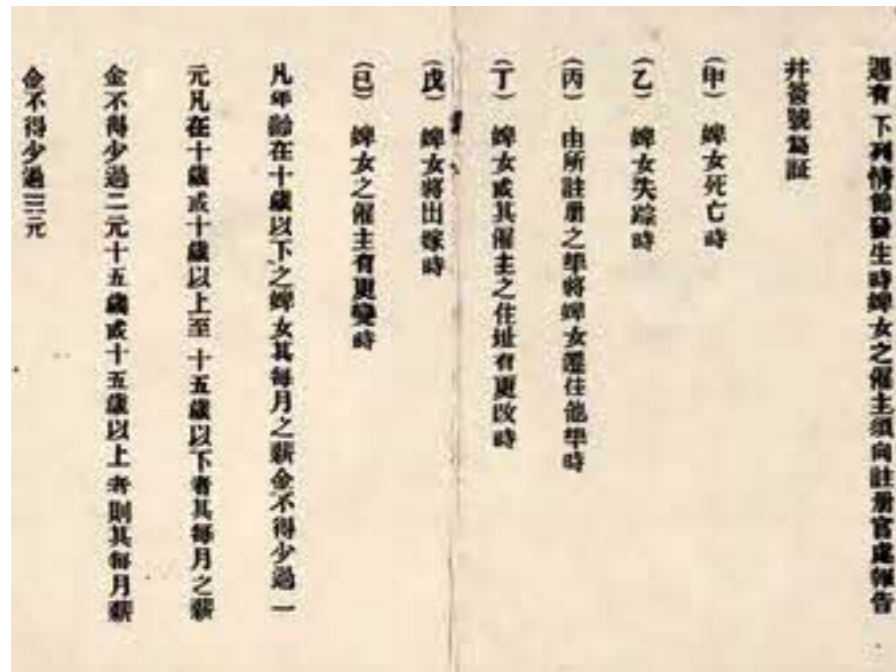 遇有下列情節發生時婢女之僱主須向註册官處報告
幷簽號為証
(甲) 婢女死亡時
(乙) 婢女失踪時
(丙) 由所註册之埠將婢女遷住他埠時
(丁) 婢女或其僱主之住址有更改時
(戊) 婢女將出嫁時
(己) 婢女之僱主有更變時
凡年齡在十歲以下之婢女其每月之薪金不得少過一
元凡在十歲或十歲以上至十五歲以下者其每月之薪
金不得少過二元十五歲或十五歲以上者則其每月薪
金不得少過三元